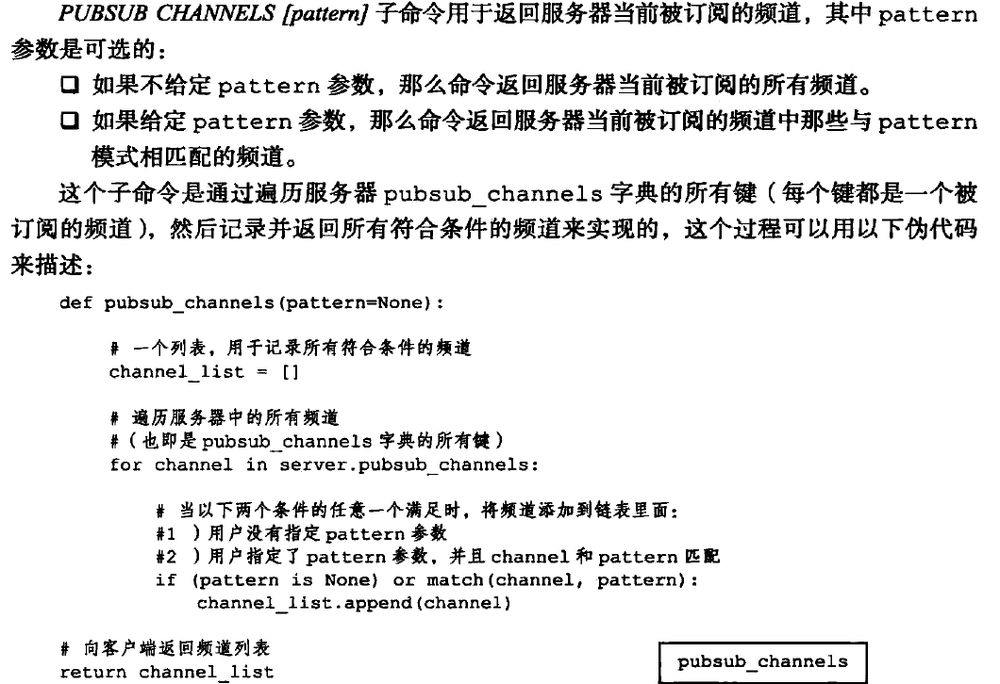 PUBSUB CHANNELS [pattern] 子命令用于返回服务器当前被订阅的频道，其中 pattern
参数是可选的：
❑ 如果不给定 pattern 参数，那么命令返回服务器当前被订阅的所有频道。
❑ 如果给定 pattern 参数，那么命令返回服务器当前被订阅的频道中那些与 pattern
模式相匹配的频道。
这个子命令是通过遍历服务器 pubsub_channels 字典的所有键（每个键都是一个被
订阅的频道），然后记录并返回所有符合条件的频道来实现的，这个过程可以用以下伪代码
来描述：
def pubsub_channels(pattern=None):
# 一个列表，用于记录所有符合条件的频道
channel_list = []
# 遍历服务器中的所有频道
# （也即是 pubsub_channels 字典的所有键）
for channel in server.pubsub_channels:
# 当以下两个条件的任意一个满足时，将频道添加到链表里面：
#1 ）用户没有指定 pattern 参数
#2 ）用户指定了 pattern 参数，并且 channel 和 pattern 匹配
if (pattern is None) or match(channel, pattern):
channel_list.append(channel)
# 向客户端返回频道列表
return channel_list
pubsub_channels